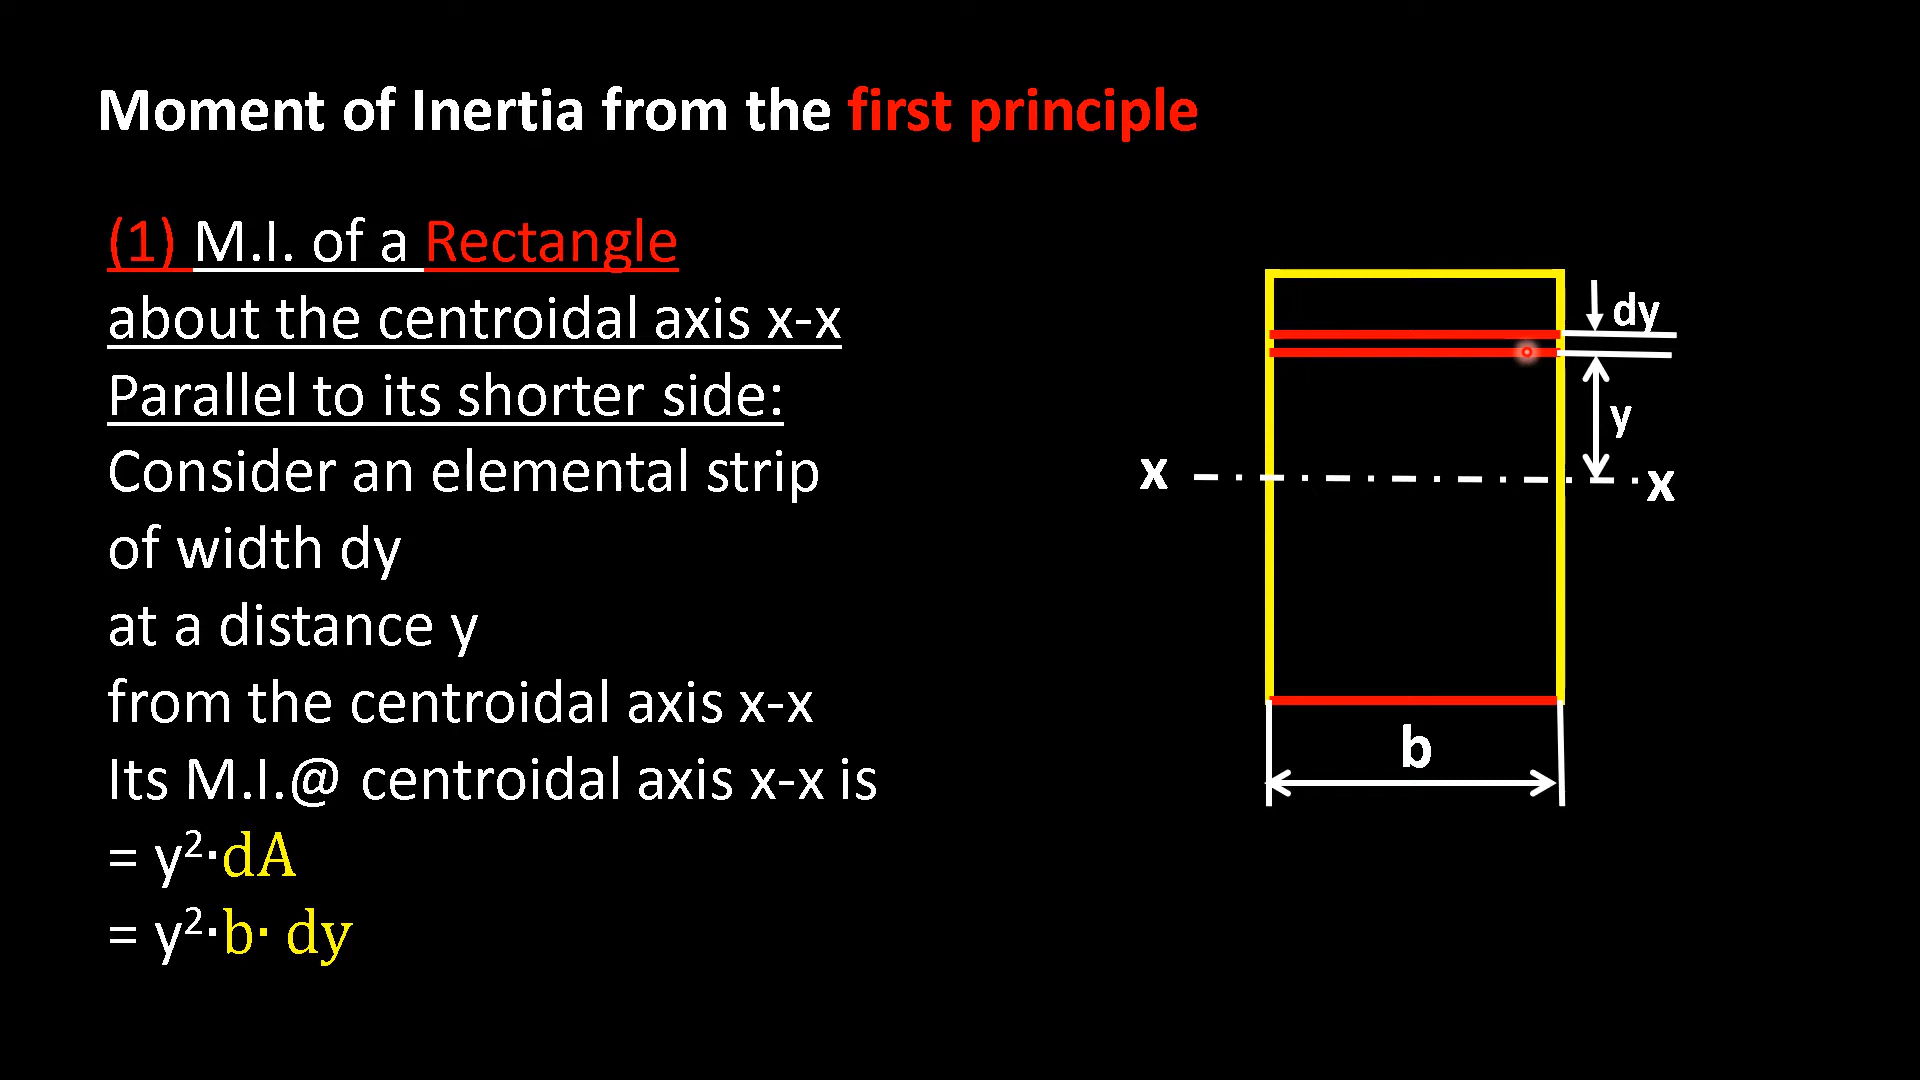 Moment of Inertia from the first principle
(1) M.I. of a Rectangle
about the centroidal axis x-x
Parallel to its shorter side:
Consider an elemental strip
of width dy
at a distance y
from the centroidal axis x-x
Its M.I.@ centroidal axis x-x is
= y²·dA
= y²·b· dy
dy
y
x
x
b